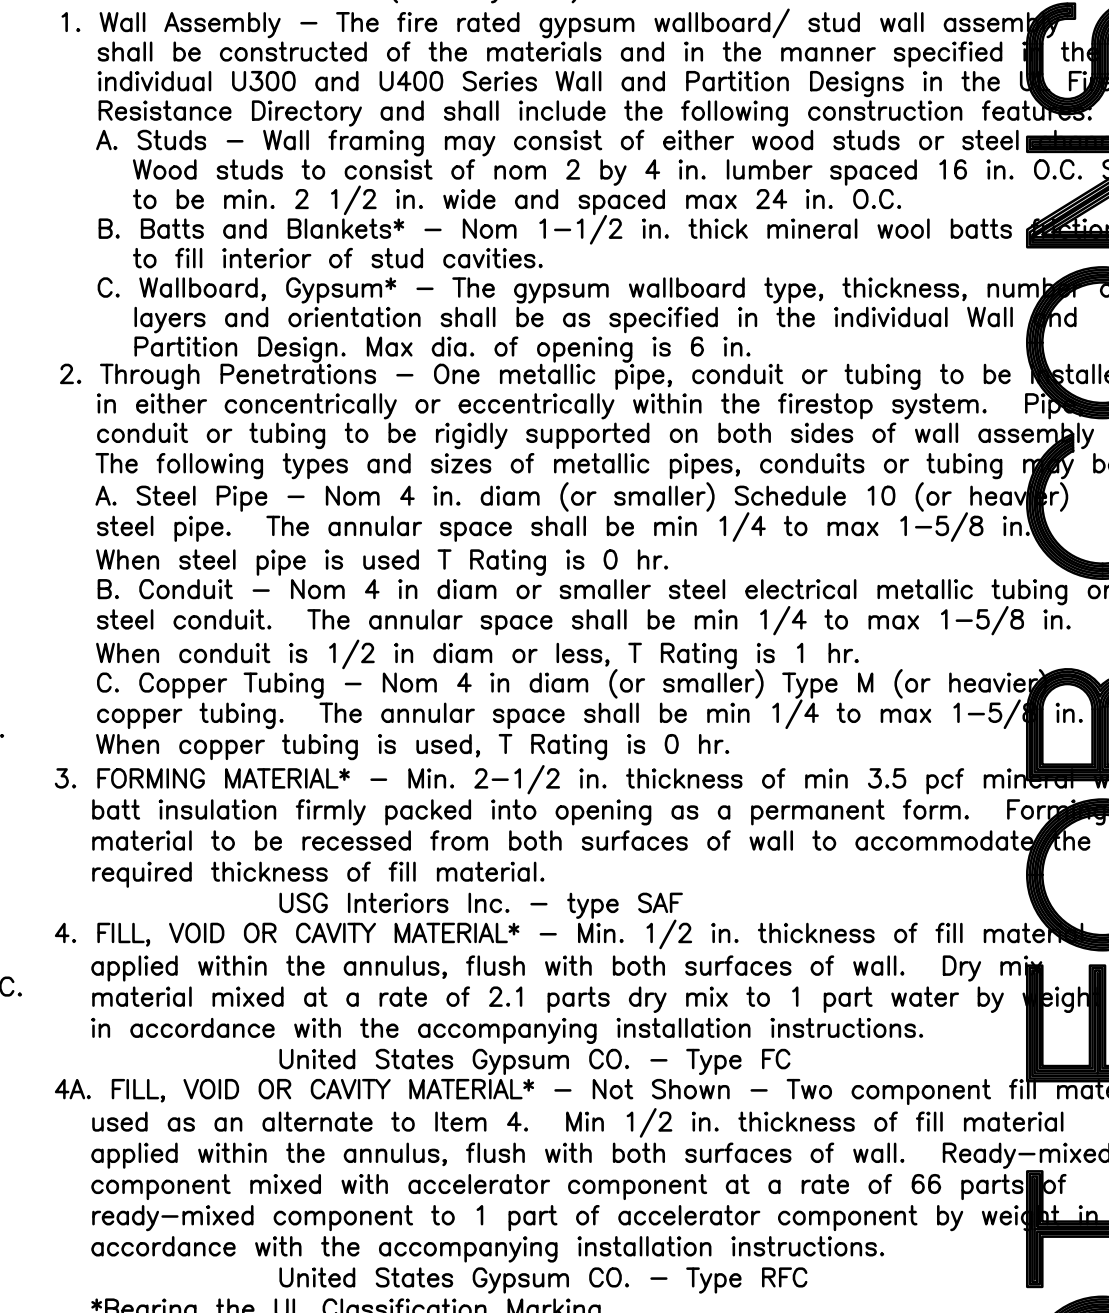 1. Wall Assembly – The fire rated gypsum wallboard/ stud wall assembly
shall be constructed of the materials and in the manner specified in the
individual U300 and U400 Series Wall and Partition Designs in the UL Fire
Resistance Directory and shall include the following construction features:
A. Studs – Wall framing may consist of either wood studs or steel
Wood studs to consist of nom 2 by 4 in. lumber spaced 16 in. O.C.
to be min. 2 1/2 in. wide and spaced max 24 in. O.C.
B. Batts and Blankets* – Nom 1–1/2 in. thick mineral wool batts
to fill interior of stud cavities.
C. Wallboard, Gypsum* – The gypsum wallboard type, thickness, number
layers and orientation shall be as specified in the individual Wall and
Partition Design. Max dia. of opening is 6 in.
2. Through Penetrations – One metallic pipe, conduit or tubing to be
in either concentrically or eccentrically within the firestop system. Pipe,
conduit or tubing to be rigidly supported on both sides of wall assembly
The following types and sizes of metallic pipes, conduits or tubing may be
A. Steel Pipe – Nom 4 in. diam (or smaller) Schedule 10 (or heavier)
steel pipe. The annular space shall be min 1/4 to max 1–5/8 in.
When steel pipe is used T Rating is 0 hr.
B. Conduit – Nom 4 in diam or smaller steel electrical metallic tubing or
steel conduit. The annular space shall be min 1/4 to max 1–5/8 in.
When conduit is 1/2 in diam or less, T Rating is 1 hr.
C. Copper Tubing – Nom 4 in diam (or smaller) Type M (or heavier)
copper tubing. The annular space shall be min 1/4 to max 1–5/8 in.
When copper tubing is used, T Rating is 0 hr.
3. FORMING MATERIAL* – Min. 2–1/2 in. thickness of min 3.5 pcf mineral
batt insulation firmly packed into opening as a permanent form. Forming
material to be recessed from both surfaces of wall to accommodate the
required thickness of fill material.
USG Interiors Inc. – type SAF
4. FILL, VOID OR CAVITY MATERIAL* – Min. 1/2 in. thickness of fill material
applied within the annulus, flush with both surfaces of wall. Dry mix
C.
material mixed at a rate of 2.1 parts dry mix to 1 part water by weight
in accordance with the accompanying installation instructions.
United States Gypsum CO. – Type FC
4A. FILL, VOID OR CAVITY MATERIAL* – Not Shown – Two component fill
used as an alternate to Item 4. Min 1/2 in. thickness of fill material
applied within the annulus, flush with both surfaces of wall. Ready–mixed
component mixed with accelerator component at a rate of 66 parts of
ready–mixed component to 1 part of accelerator component by weight in
accordance with the accompanying installation instructions.
United States Gypsum CO. – Type RFC
*Bearing the UL Classification Marking